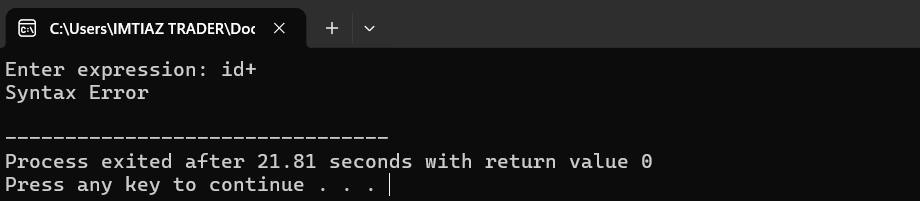 C:\Users\IMTIAZ TRADER\Doc
Enter expression: id+
Syntax Error
--------------------------------
Process exited after 21.81 seconds with return value 0
Press any key to continue . . .